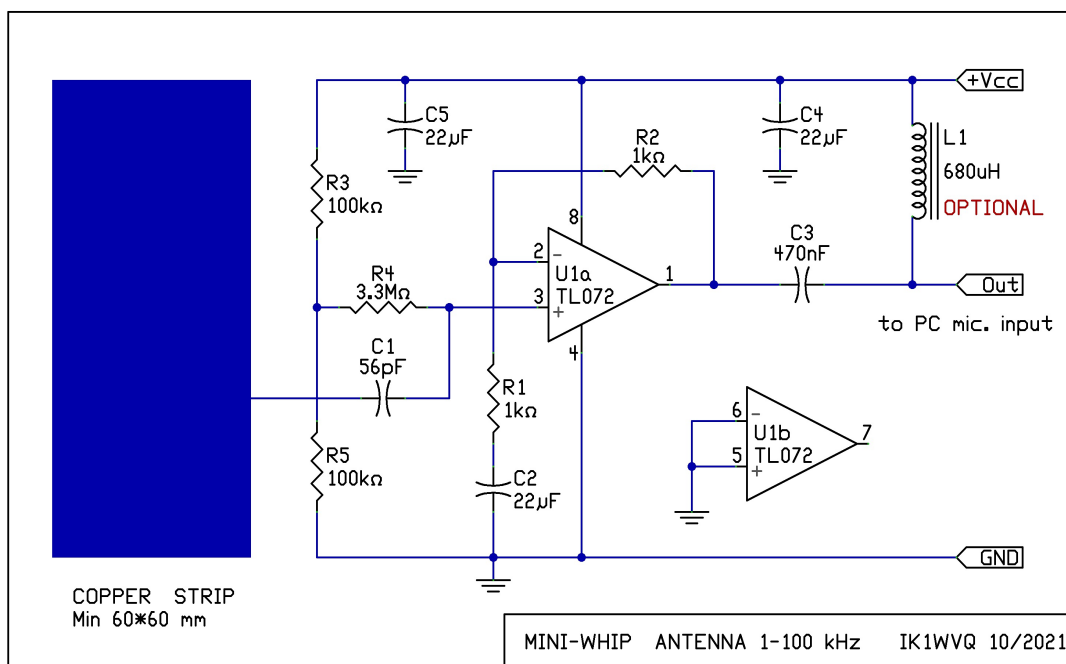 +Vcc
C5
22µF
C4
22µF
R2
1kΩ
L1
680uH
OPTIONAL
R3
100kΩ
8
C3
470nF
2
-
U1a
TL072
1
3
+
R4
3.3MΩ
Out
to PC mic. input
4
C1
56pF
R1
1kΩ
6
-
U1b
TL072
7
5
+
R5
100kΩ
C2
22µF
GND
COPPER STRIP
Min 60*60 mm
MINI-WHIP ANTENNA 1-100 kHz IK1WVQ 10/2021